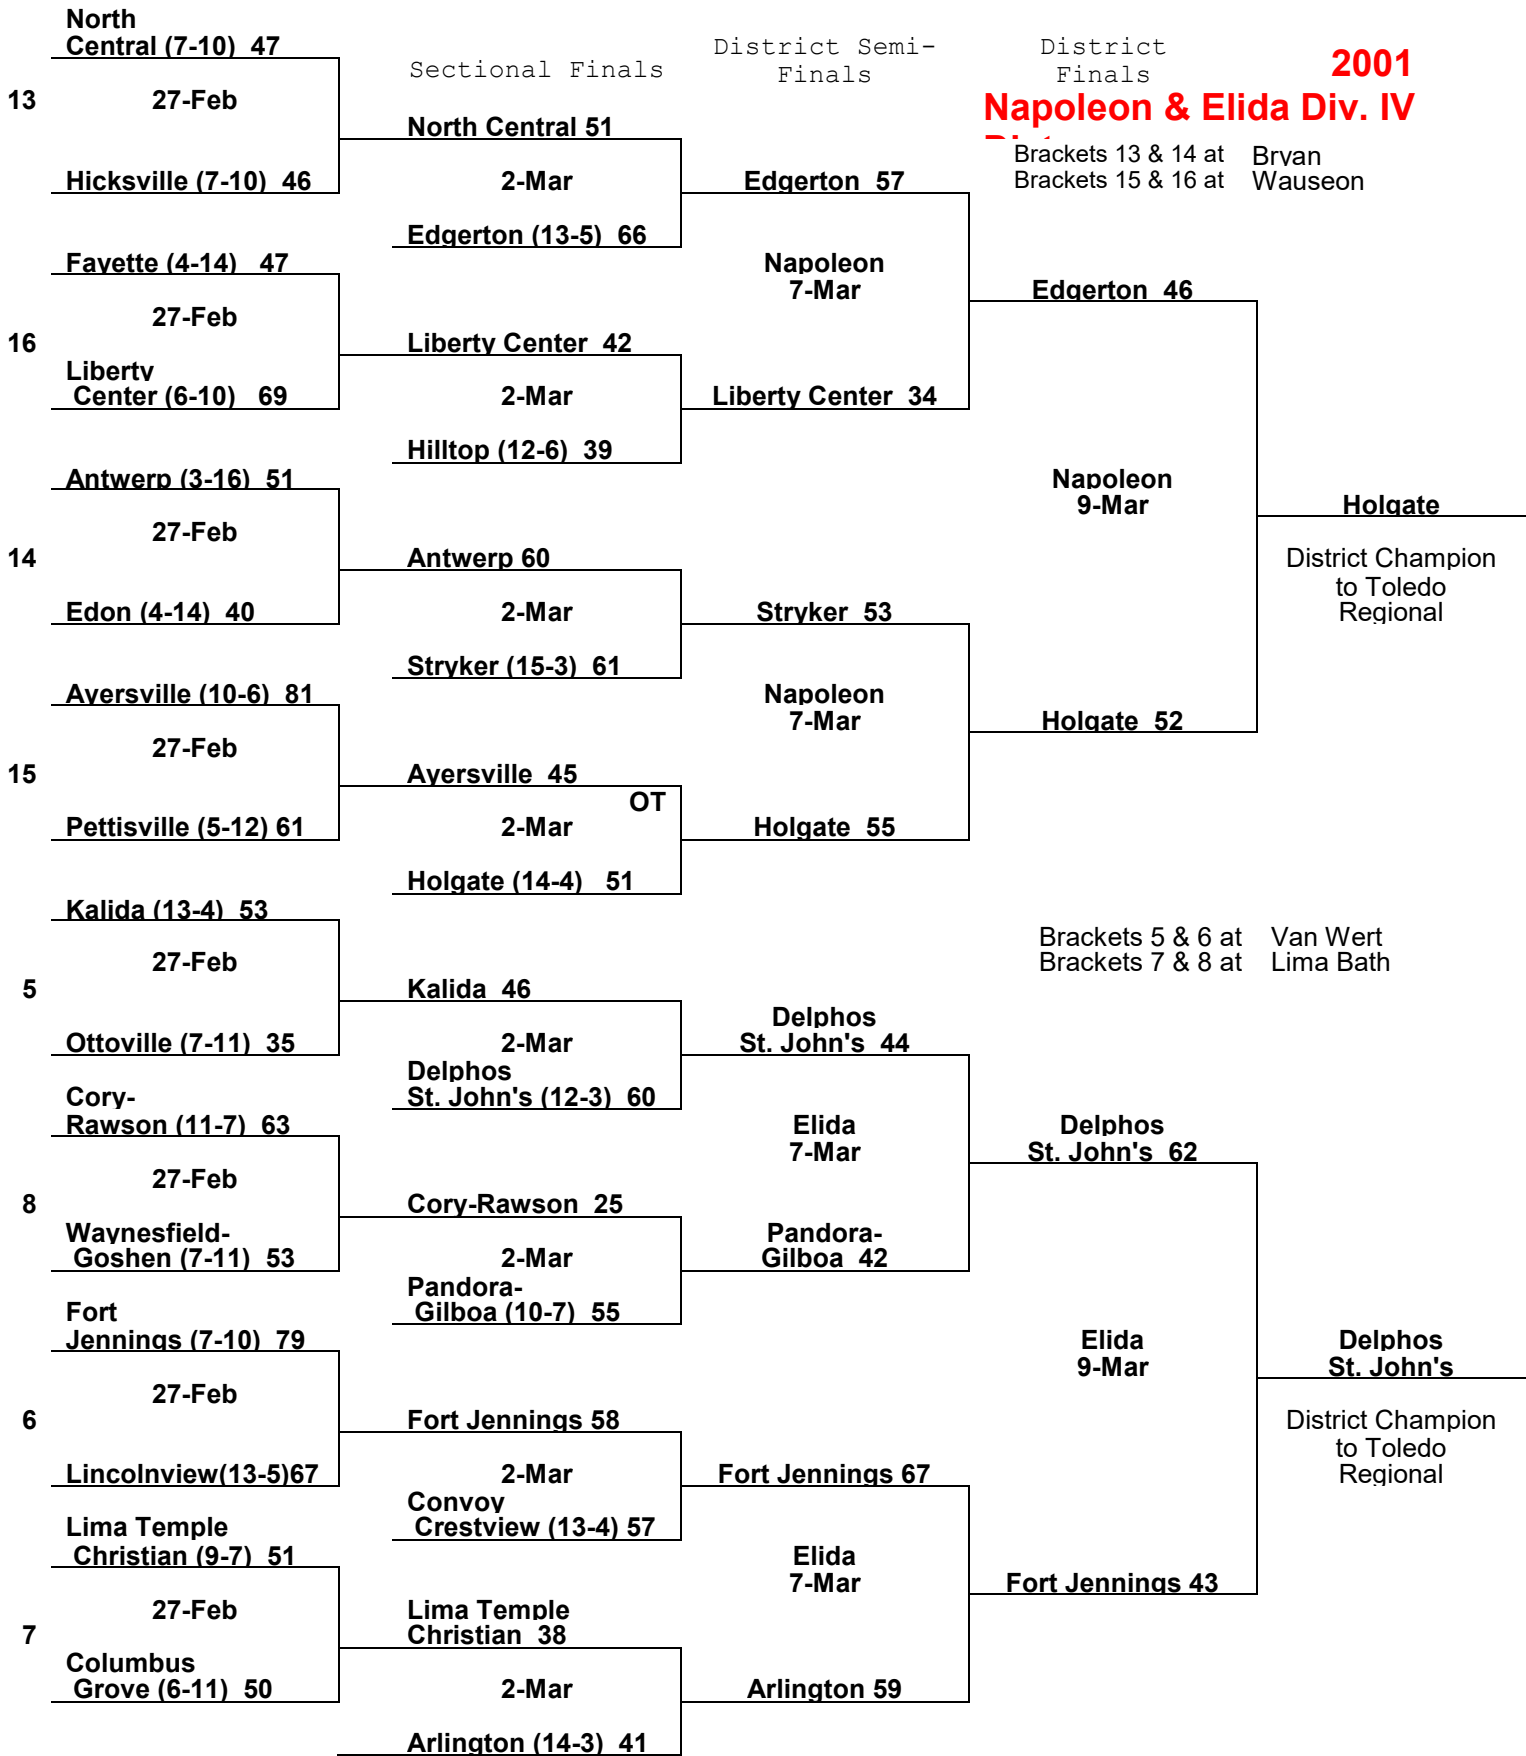 North
Central (7-10) 47
Sectional Finals
District Semi-
Finals
District
Finals
2001
Napoleon & Elida Div. IV
13
27-Feb
North Central 51
Brackets 13 & 14 at Bryan
Brackets 15 & 16 at Wauseon
Hicksville (7-10) 46
2-Mar
Edgerton 57
Edgerton (13-5) 66
Fayette (4-14) 47
Napoleon
7-Mar
Edgerton 46
27-Feb
16
Liberty Center 42
Liberty
Center (6-10) 69
2-Mar
Liberty Center 34
Hilltop (12-6) 39
Antwerp (3-16) 51
Napoleon
9-Mar
Holgate
27-Feb
14
Antwerp 60
District Champion
to Toledo
Regional
Edon (4-14) 40
2-Mar
Stryker 53
Stryker (15-3) 61
Ayersville (10-6) 81
Napoleon
7-Mar
Holgate 52
27-Feb
15
Ayersville 45
OT
Pettisville (5-12) 61
2-Mar
Holgate 55
Holgate (14-4) 51
Kalida (13-4) 53
Brackets 5 & 6 at Van Wert
Brackets 7 & 8 at Lima Bath
27-Feb
5
Kalida 46
Delphos
St. John's 44
Ottoville (7-11) 35
2-Mar
Delphos
St. John's (12-3) 60
Cory-
Rawson (11-7) 63
Elida
7-Mar
Delphos
St. John's 62
27-Feb
8
Cory-Rawson 25
Waynesfield-
Goshen (7-11) 53
2-Mar
Pandora-
Gilboa 42
Pandora-
Gilboa (10-7) 55
Fort
Jennings (7-10) 79
Elida
9-Mar
Delphos
St. John's
27-Feb
6
Fort Jennings 58
District Champion
to Toledo
Regional
Lincolnview(13-5)67
2-Mar
Fort Jennings 67
Convoy
Crestview (13-4) 57
Lima Temple
Christian (9-7) 51
Elida
7-Mar
Fort Jennings 43
27-Feb
7
Lima Temple
Christian 38
Columbus
Grove (6-11) 50
2-Mar
Arlington 59
Arlington (14-3) 41